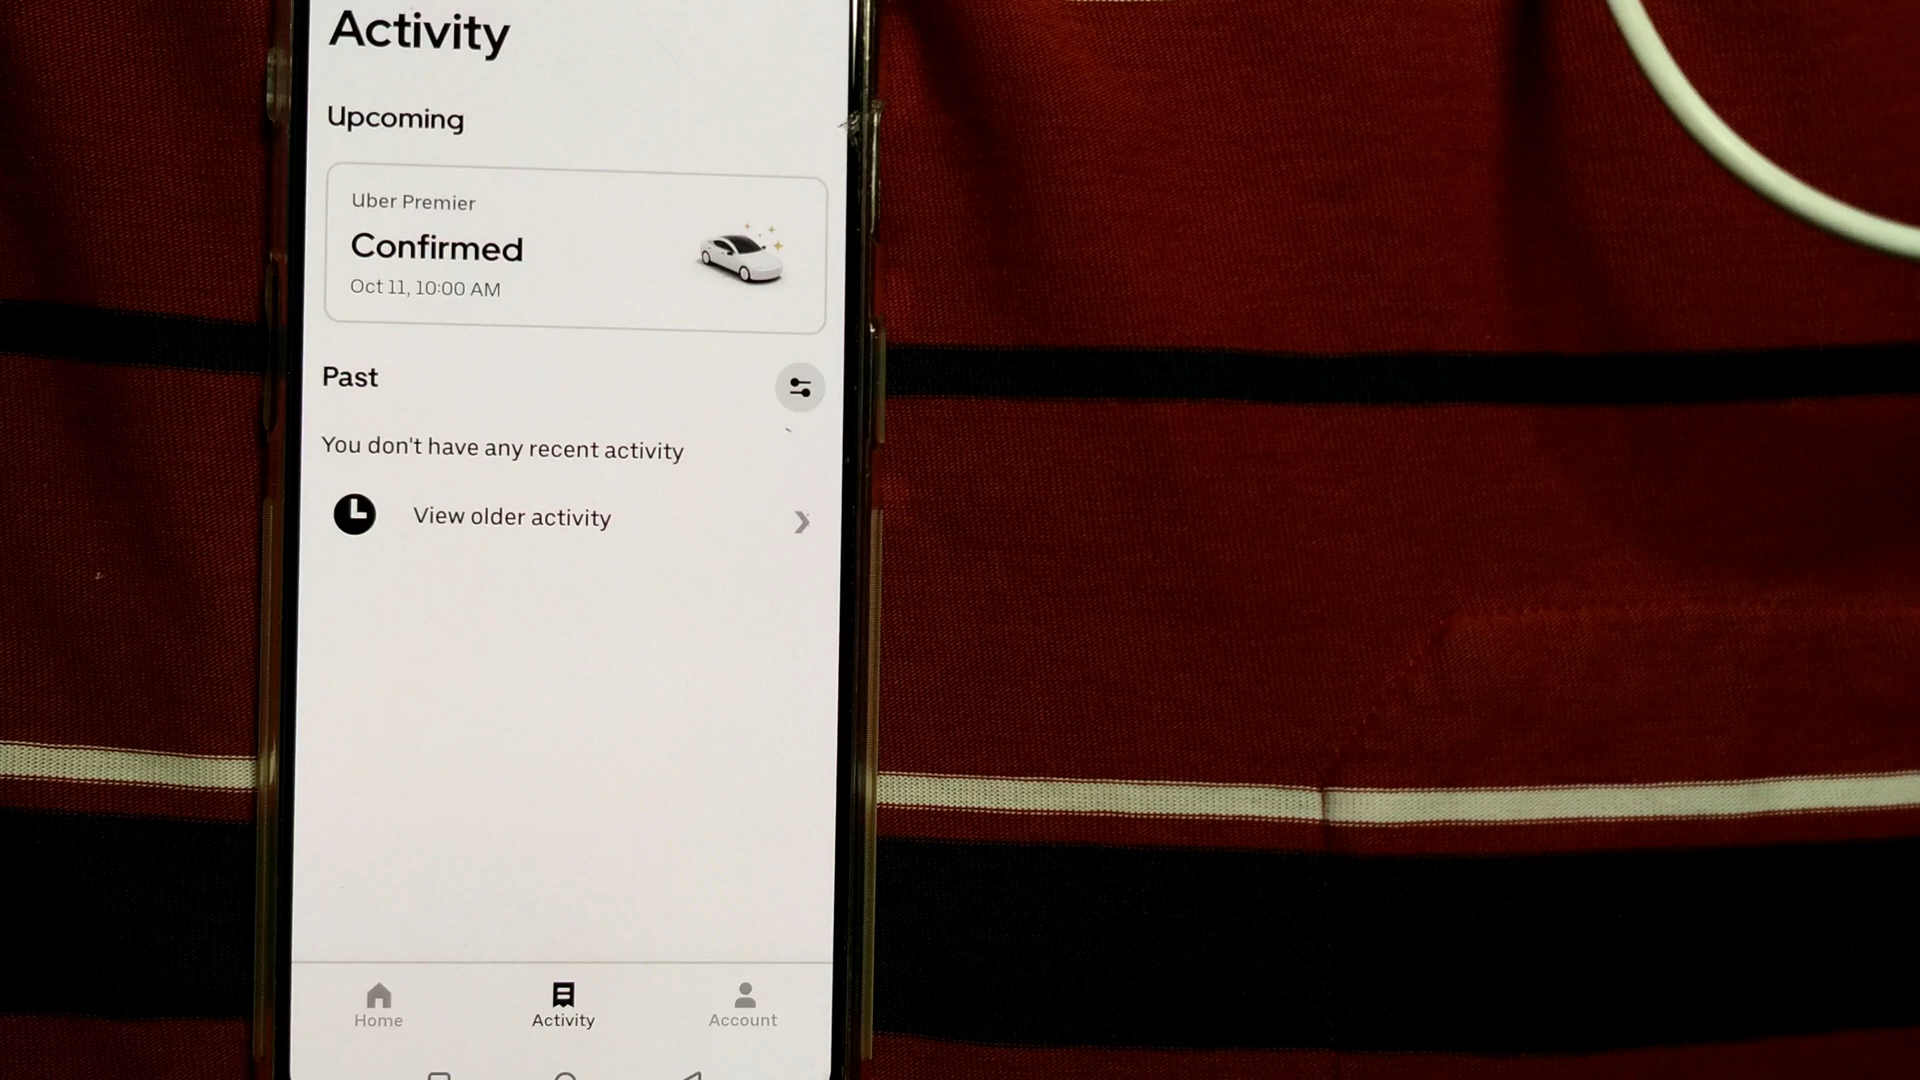 Activity
Upcoming
Uber Premier
Confirmed
Oct 11, 10:00 AM
Past
You don't have any recent activity
View older activity
Home
Activity
Account